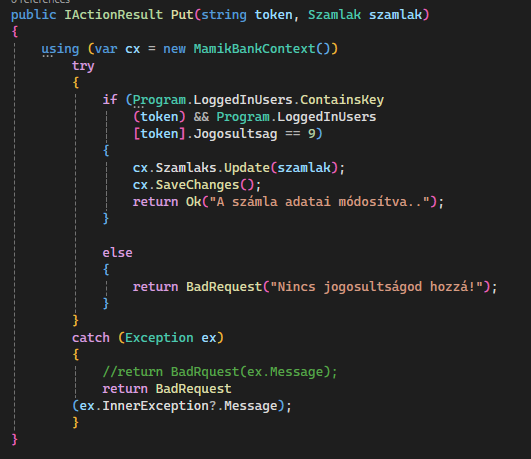 0 references
public IActionResult Put(string token, Szamlak szamlak)
{
using (var cx = new MamikBankContext())
try
{
if (Program.LoggedInUsers.ContainsKey
(token) && Program.LoggedInUsers
[token].Jogosultsag == 9)
{
cx.Szamlaks.Update(szamlak);
cx.SaveChanges();
return Ok("A számla adatai módosítva..");
}
else
{
return BadRequest("Nincs jogosultságod hozzá!");
}
}
catch (Exception ex)
{
//return BadRquest(ex.Message);
return BadRequest
(ex.InnerException?.Message);
}
}